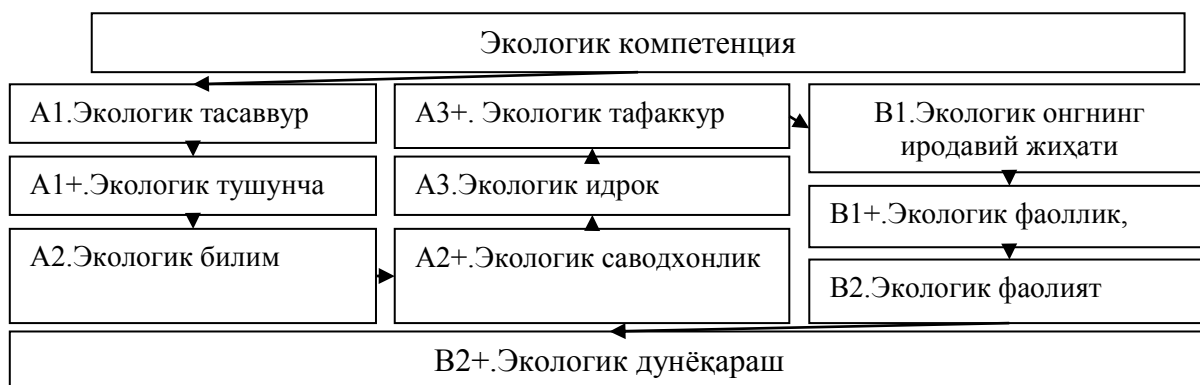 Экологик компетенция
А1.Экологик тасаввур
А1+.Экологик тушунча
А2.Экологик билим
А2+.Экологик саводхонлик
А3.Экологик идрок
А3+. Экологик тафаккур
В1.Экологик онгнинг
иродавий жиҳати
В1+.Экологик фаоллик,
В2.Экологик фаолият
В2+.Экологик дунёқараш